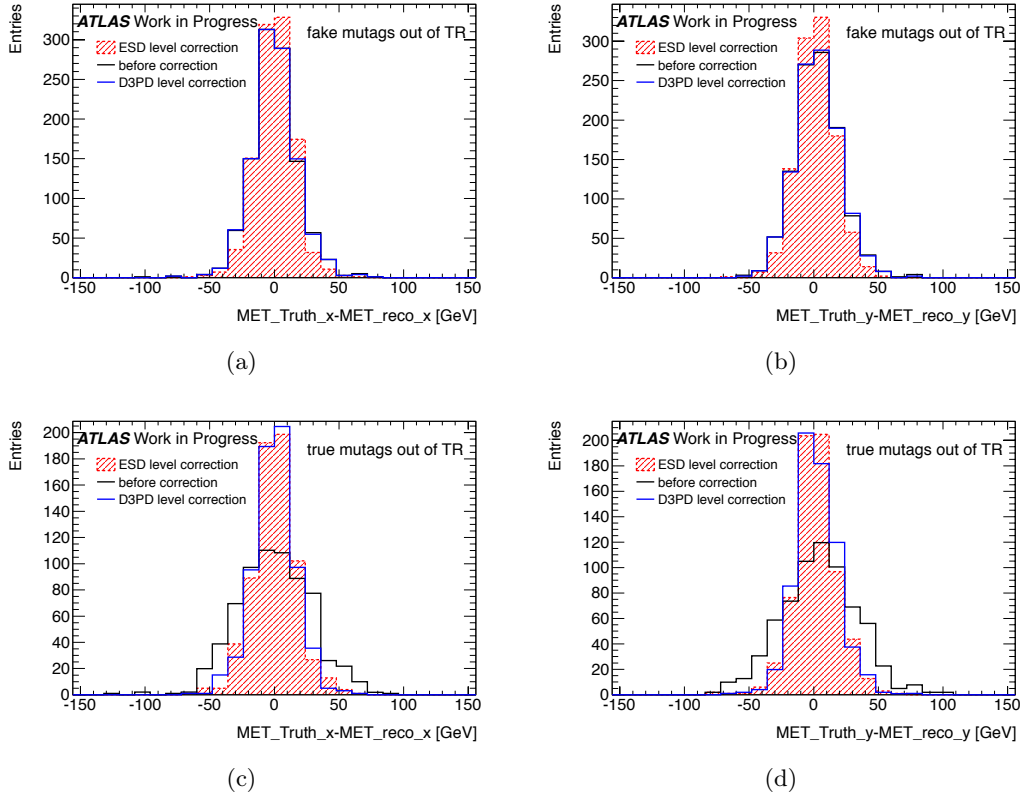 Entries
ATLAS Work in Progress
fake mutags out of TR
ESD level correction
before correction
D3PD level correction
300
250
200
150
100
50
0
-150 -100 -50 0 50 100 150
MET_Truth_x-MET_reco_x [GeV]
(a)
Entries
ATLAS Work in Progress
fake mutags out of TR
ESD level correction
before correction
D3PD level correction
300
250
200
150
100
50
0
-150 -100 -50 0 50 100 150
MET_Truth_y-MET_reco_y [GeV]
(b)
Entries
ATLAS Work in Progress
true mutags out of TR
ESD level correction
before correction
D3PD level correction
200
180
160
140
120
100
80
60
40
20
0
-150 -100 -50 0 50 100 150
MET_Truth_x-MET_reco_x [GeV]
(c)
Entries
ATLAS Work in Progress
true mutags out of TR
ESD level correction
before correction
D3PD level correction
200
180
160
140
120
100
80
60
40
20
0
-150 -100 -50 0 50 100 150
MET_Truth_y-MET_reco_y [GeV]
(d)